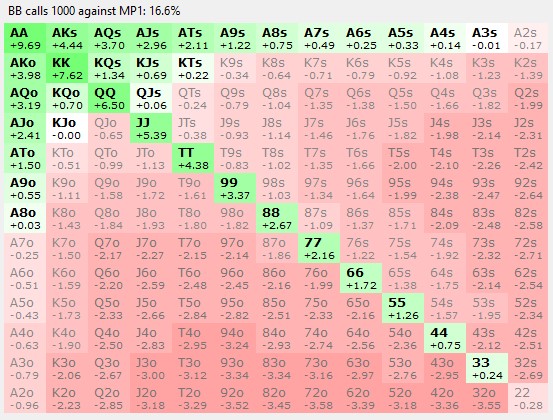 BB calls 1000 against MP1: 16.6%
AA AKs AQs AJs ATs A9s A8s A7s A6s A5s A4s A3s A2s
+9.69 +4.44 +3.70 +2.96 +2.11 +1.22 +0.75 +0.49 +0.25 +0.33 +0.14 -0.01 -0.17
AKo KK KQs KJs KTs K9s K8s K7s K6s K5s K4s K3s K2s
+3.98 +7.62 +1.34 +0.69 +0.22 -0.34 -0.64 -0.71 -0.79 -0.92 -1.08 -1.23 -1.39
AQo KQo QQ QJs QTs Q9s Q8s Q7s Q6s Q5s Q4s Q3s Q2s
+3.19 +0.70 +6.50 +0.06 -0.24 -0.79 -1.04 -1.35 -1.38 -1.50 -1.66 -1.82 -1.99
AJo KJo QJo JJ JTs J9s J8s J7s J6s J5s J4s J3s J2s
+2.41 -0.00 -0.65 +5.39 -0.38 -0.93 -1.14 -1.46 -1.76 -1.82 -1.98 -2.14 -2.31
ATo KTo QTo JTo TT T9s T8s T7s T6s T5s T4s T3s T2s
+1.50 -0.51 -0.99 -1.13 +4.38 -0.83 -1.02 -1.35 -1.66 -2.00 -2.10 -2.26 -2.42
A9o K9o Q9o J9o T9o 99 98s 97s 96s 95s 94s 93s 92s
+0.55 -1.11 -1.58 -1.72 -1.61 +3.37 -1.03 -1.34 -1.64 -1.99 -2.38 -2.47 -2.64
A8o K8o Q8o J8o T8o 98o 88 87s 86s 85s 84s 83s 82s
+0.03 -1.43 -1.84 -1.93 -1.80 -1.82 +2.67 -1.09 -1.37 -1.71 -2.09 -2.48 -2.58
A7o K7o Q7o J7o T7o 97o 87o 77 76s 75s 74s 73s 72s
-0.25 -1.50 -2.17 -2.27 -2.15 -2.14 -1.86 +2.16 -1.22 -1.54 -1.92 -2.32 -2.71
A6o K6o Q6o J6o T6o 96o 86o 76o 66 65s 64s 63s 62s
-0.51 -1.59 -2.20 -2.59 -2.48 -2.45 -2.16 -1.99 +1.72 -1.38 -1.75 -2.14 -2.54
A5o K5o Q5o J5o T5o 95o 85o 75o 65o 55 54s 53s 52s
-0.43 -1.73 -2.33 -2.66 -2.84 -2.82 -2.51 -2.33 -2.16 +1.26 -1.57 -1.95 -2.34
A4o K4o Q4o J4o T4o 94o 84o 74o 64o 54o 44 43s 42s
-0.63 -1.90 -2.50 -2.83 -2.95 -3.24 -2.93 -2.74 -2.56 -2.36 +0.75 -2.12 -2.51
A3o K3o Q3o J3o T3o 93o 83o 73o 63o 53o 43o 33 32s
-0.79 -2.06 -2.67 -3.00 -3.12 -3.34 -3.34 -3.16 -2.97 -2.76 -2.95 +0.24 -2.69
A2o K2o Q2o J2o T2o 92o 82o 72o 62o 52o 42o 32o 22
-0.96 -2.23 -2.85 -3.18 -3.29 -3.52 -3.45 -3.58 -3.39 -3.18 -3.36 -3.55 -0.28